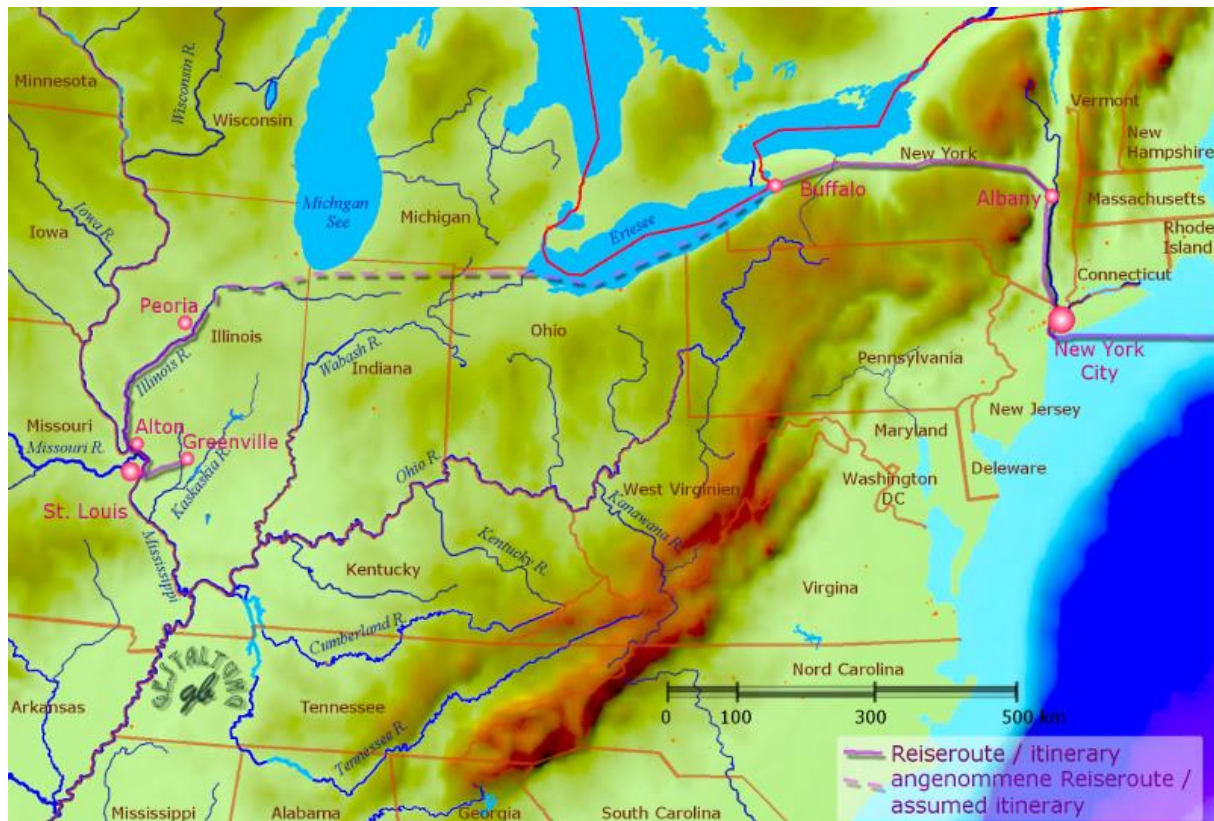 Minnesota
Wisconsin R.
Wisconsin
Michigan
See
Michigan
Eriesee
New York
Vermont
New
Hampshire
Buffalo
Albany
Massachusetts
Rhode
Island
Connecticut
Iowa
Iowa R.
Peoria
Illinois
Illinois R.
Indiana
Wabash R.
Ohio
Pennsylvania
New York
City
New Jersey
Maryland
Deleware
Washington
DC
Missouri
Missouri R.
Alton
Greenville
Kaskaskia R.
St. Louis
Mississippi
Ohio R.
West Virginien
Kanawana R.
Kentucky
Kentucky R.
Virgina
Cumberland R.
Nord Carolina
GESTALTUNG
gb
Arkansas
Tennessee
Tennessee R.
0 100 300 500 km
Reiseroute / itinerary
angenommene Reiseroute /
assumed itinerary
Mississippi
Alabama
Georgia
South Carolina